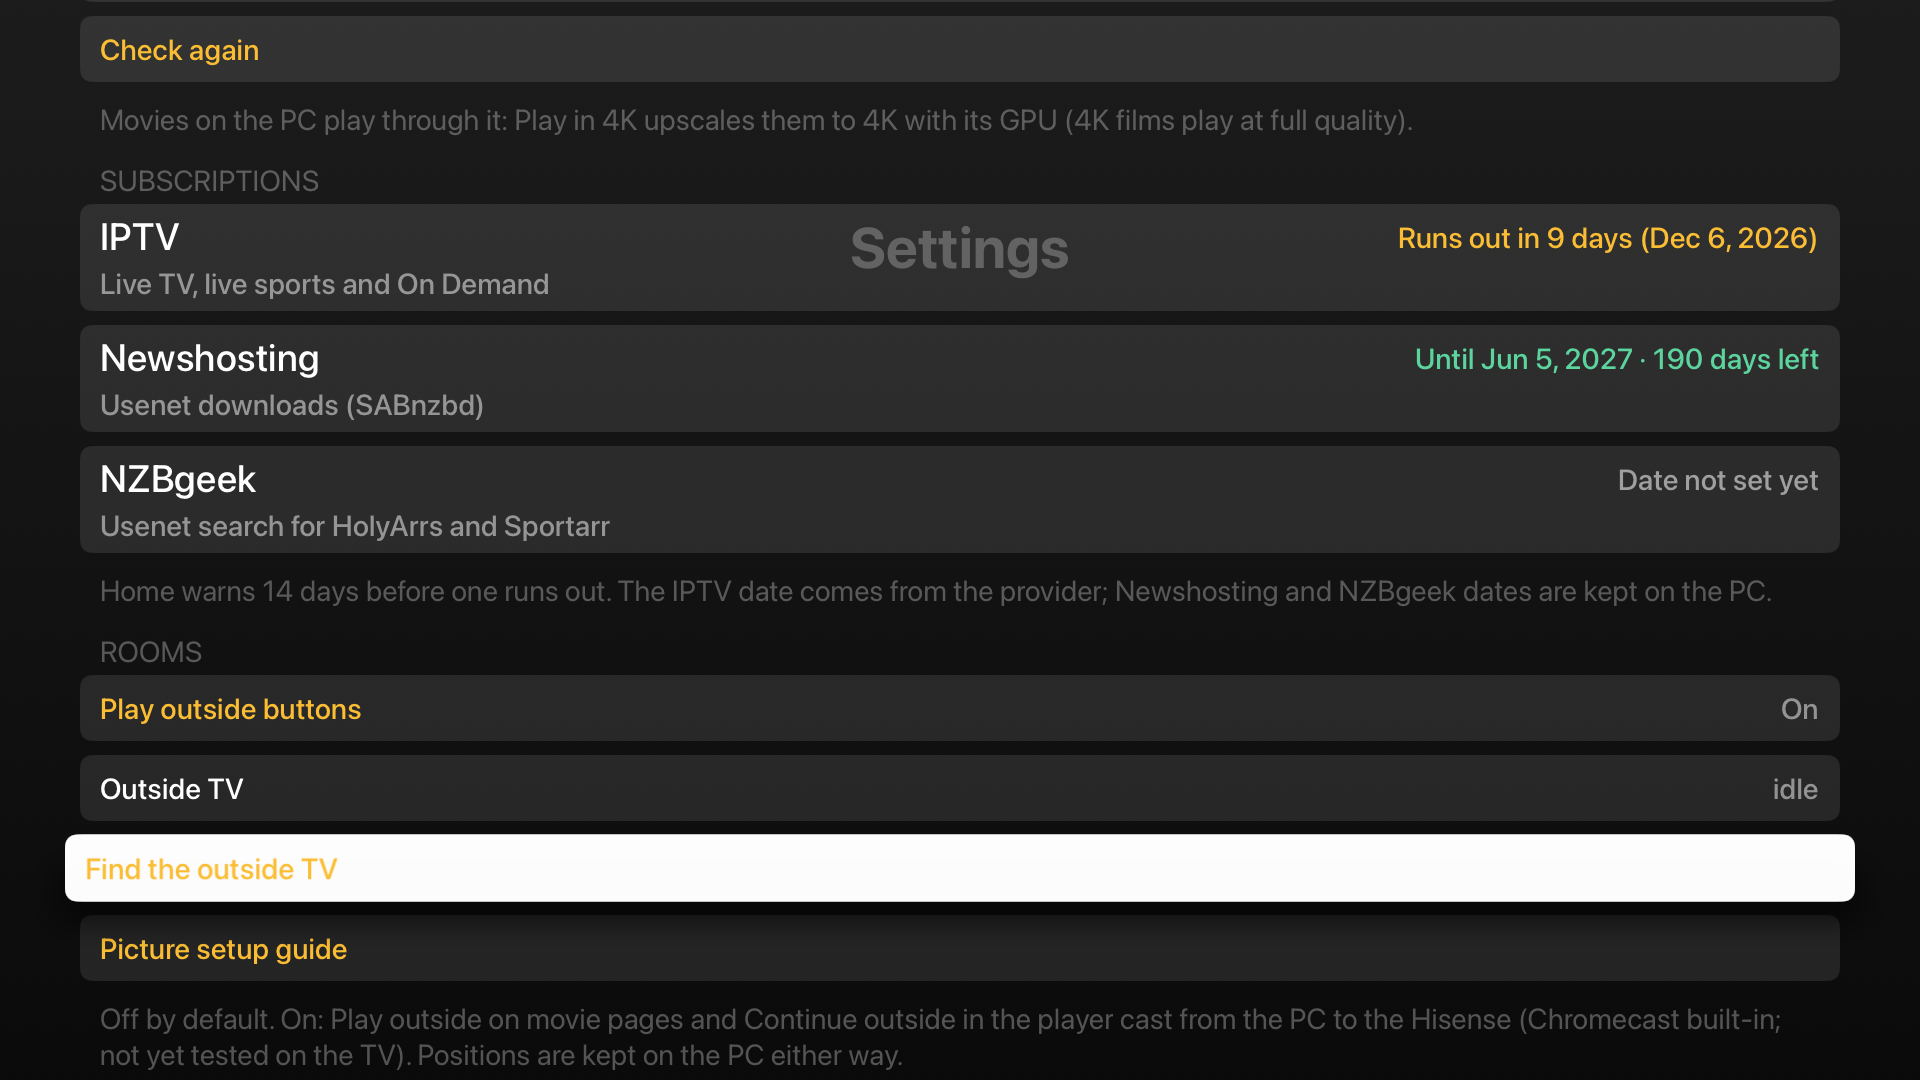 Check again
Movies on the PC play through it: Play in 4K upscales them to 4K with its GPU (4K films play at full quality).
SUBSCRIPTIONS
Settings
IPTV
Runs out in 9 days (Dec 6, 2026)
Live TV, live sports and On Demand
Newshosting
Until Jun 5, 2027 · 190 days left
Usenet downloads (SABnzbd)
NZBgeek
Date not set yet
Usenet search for HolyArrs and Sportarr
Home warns 14 days before one runs out. The IPTV date comes from the provider; Newshosting and NZBgeek dates are kept on the PC.
ROOMS
Play outside buttons
On
Outside TV
idle
Find the outside TV
Picture setup guide
Off by default. On: Play outside on movie pages and Continue outside in the player cast from the PC to the Hisense (Chromecast built-in;
not yet tested on the TV). Positions are kept on the PC either way.